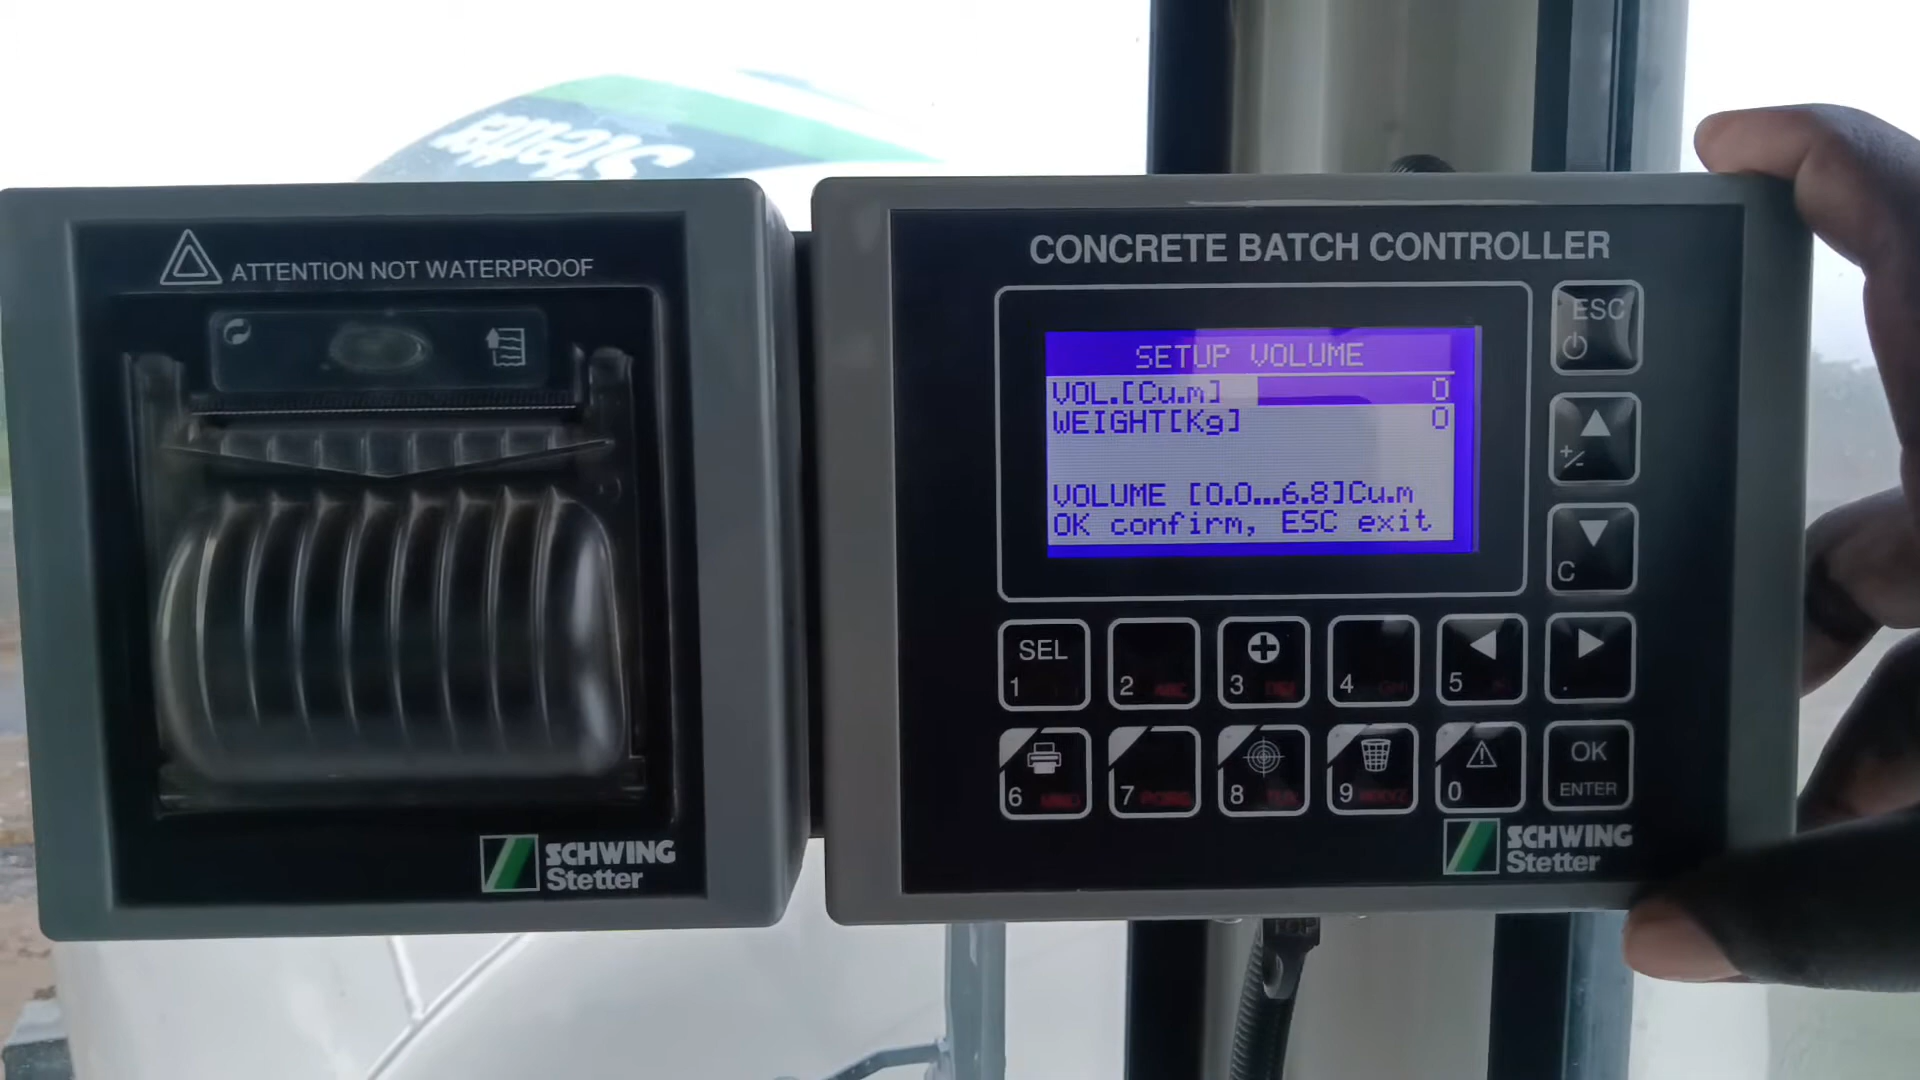 Stetter
ATTENTION NOT WATERPROOF
SCHWING
Stetter
CONCRETE BATCH CONTROLLER
SETUP VOLUME
VOL.[Cu.m] 0
WEIGHT[Kg] 0
VOLUME [0.0...6.8]Cu.m
OK confirm, ESC exit
ESC
+/-
C
SEL
1
2 ABC
3
4
5
.
6
7
8
9
0
OK
ENTER
SCHWING
Stetter